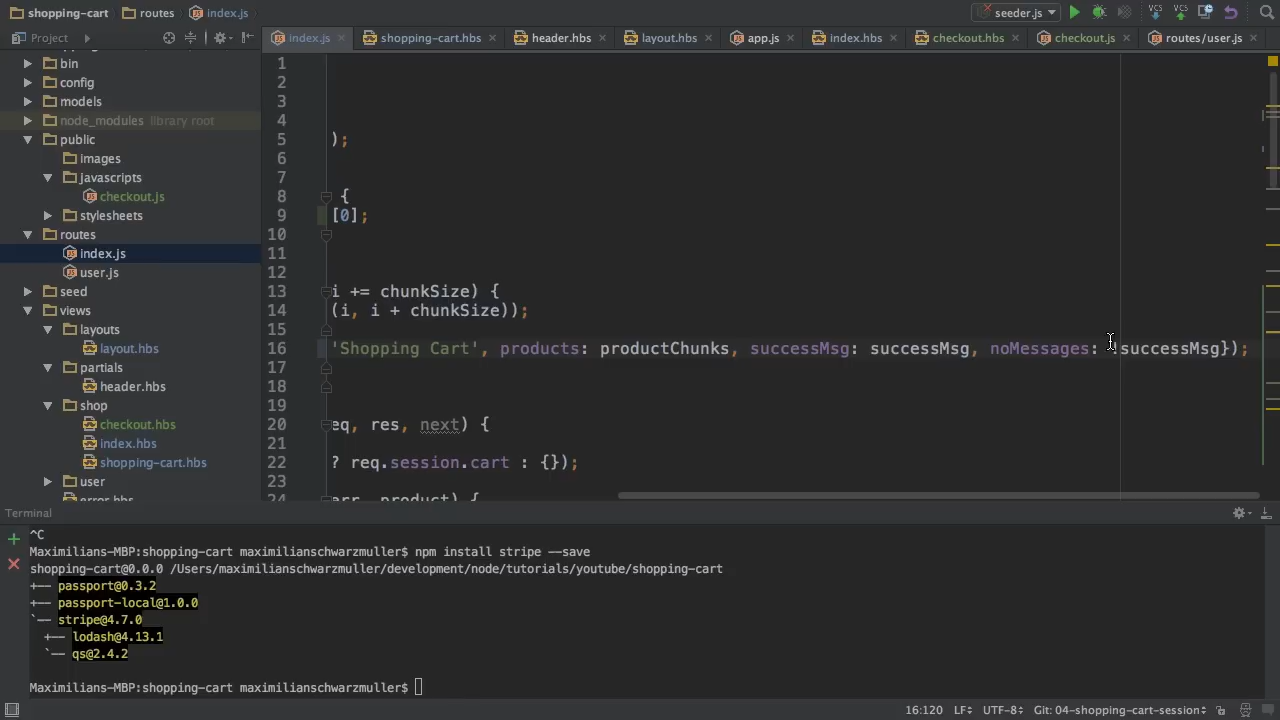 shopping-cart routes index.js seeder.js VCS VCS
Project index.js shopping-cart.hbs header.hbs layout.hbs app.js index.hbs checkout.hbs checkout.js routes/user.js
bin
config
models
node_modules library root
public
images
javascripts
checkout.js
stylesheets
routes
index.js
user.js
seed
views
layouts
layout.hbs
partials
header.hbs
shop
checkout.hbs
index.hbs
shopping-cart.hbs
user
error.hbs
1
2
3
4
5 );
6
7
8 {
9 [0];
10
11
12
13 i += chunkSize) {
14 (i, i + chunkSize));
15
16 'Shopping Cart', products: productChunks, successMsg: successMsg, noMessages: !successMsg});
17
18
19
20 eq, res, next) {
21
22 ? req.session.cart : {});
23
24 err, product) {
Terminal
^C
Maximilians-MBP:shopping-cart maximilianschwarzmuller$ npm install stripe --save
shopping-cart@0.0.0 /Users/maximilianschwarzmuller/development/node/tutorials/youtube/shopping-cart
+── passport@0.3.2
+── passport-local@1.0.0
`── stripe@4.7.0
+── lodash@4.13.1
`── qs@2.4.2
Maximilians-MBP:shopping-cart maximilianschwarzmuller$
16:120 LF UTF-8 Git: 04-shopping-cart-session